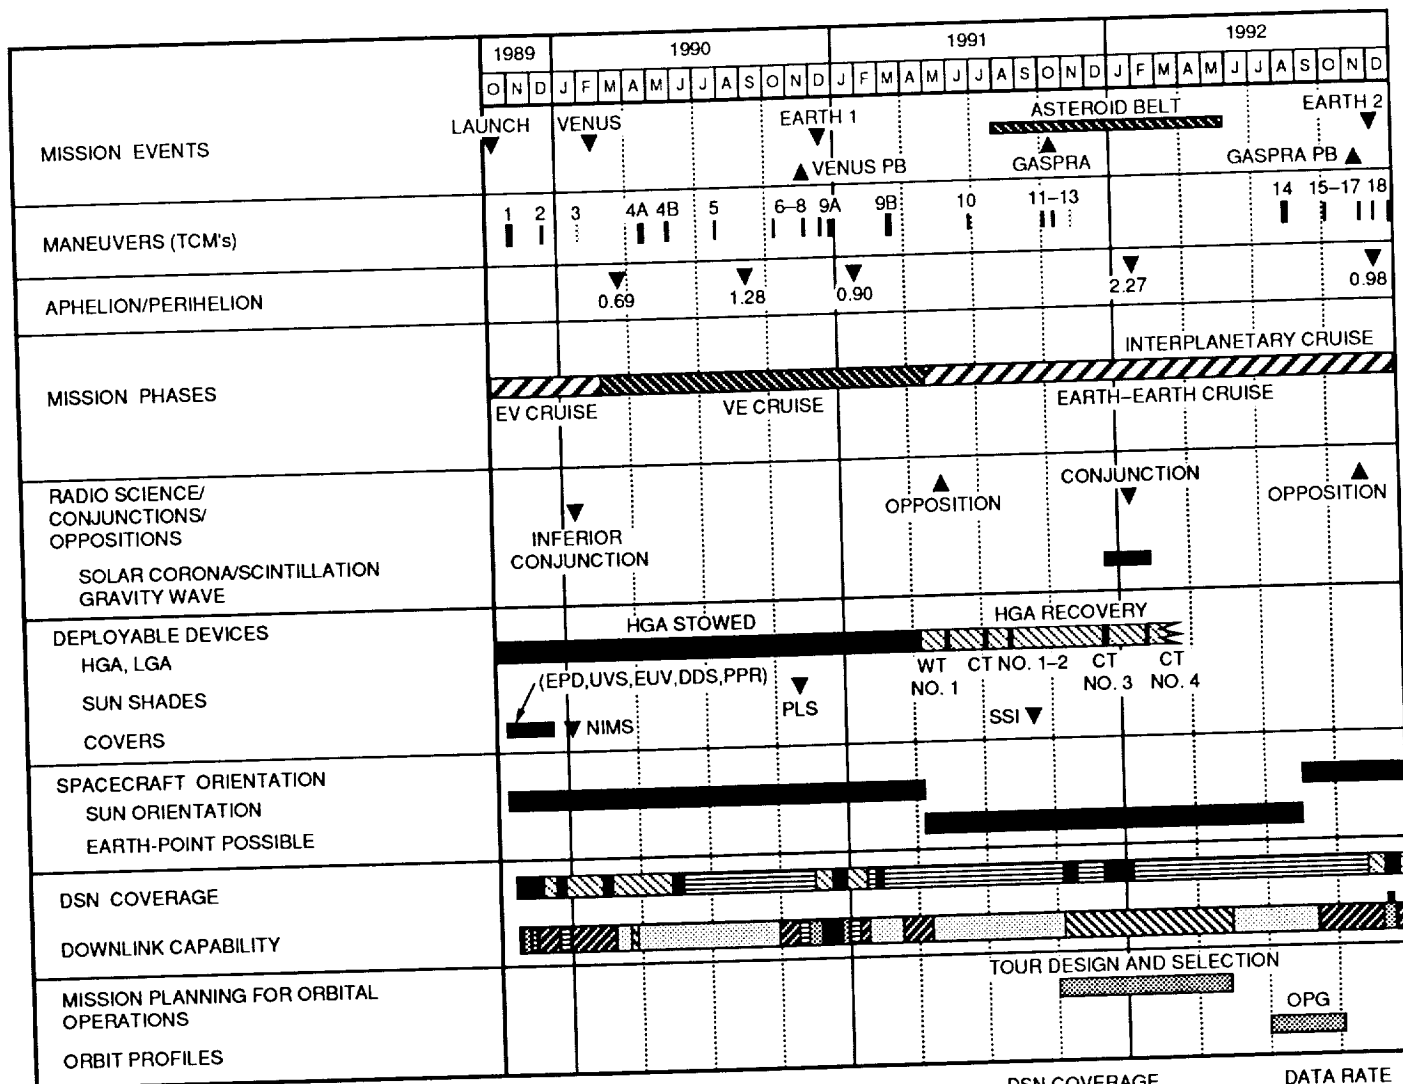 1989 1990 1991 1992
O N D J F M A M J J A S O N D J F M A M J J A S O N D J F M A M J J A S O N D
MISSION EVENTS
LAUNCH VENUS EARTH 1 ASTEROID BELT EARTH 2
VENUS PB GASPRA GASPRA PB
MANEUVERS (TCM's)
1 2 3 4A 4B 5 6–8 9A 9B 10 11–13 14 15–17 18
APHELION/PERIHELION
0.69 1.28 0.90 2.27 0.98
MISSION PHASES
INTERPLANETARY CRUISE
EV CRUISE VE CRUISE EARTH–EARTH CRUISE
RADIO SCIENCE/
CONJUNCTIONS/
OPPOSITIONS
INFERIOR
CONJUNCTION
OPPOSITION
CONJUNCTION
OPPOSITION
SOLAR CORONA/SCINTILLATION
GRAVITY WAVE
DEPLOYABLE DEVICES
HGA, LGA
HGA STOWED HGA RECOVERY
WT
NO. 1
CT NO. 1–2
CT
NO. 3
CT
NO. 4
SUN SHADES
(EPD,UVS,EUV,DDS,PPR)
PLS
COVERS
NIMS
SSI
SPACECRAFT ORIENTATION
SUN ORIENTATION
EARTH-POINT POSSIBLE
DSN COVERAGE
DOWNLINK CAPABILITY
MISSION PLANNING FOR ORBITAL
OPERATIONS
TOUR DESIGN AND SELECTION
OPG
ORBIT PROFILES
DSN COVERAGE DATA RATE